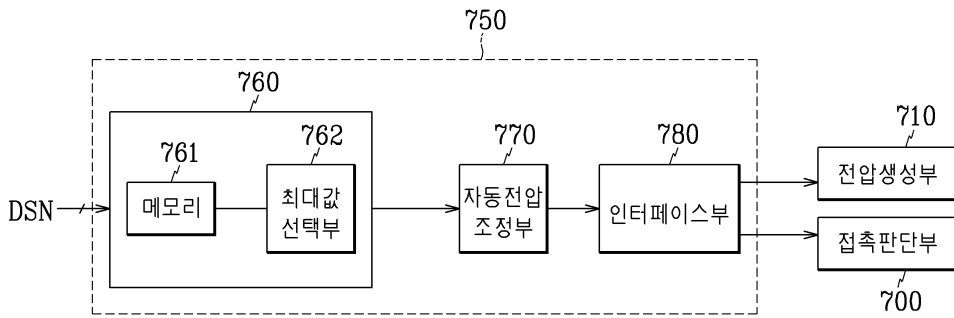 750
760
761
메모리
762
최대값
선택부
DSN
770
자동전압
조정부
780
인터페이스부
710
전압생성부
접촉판단부
700